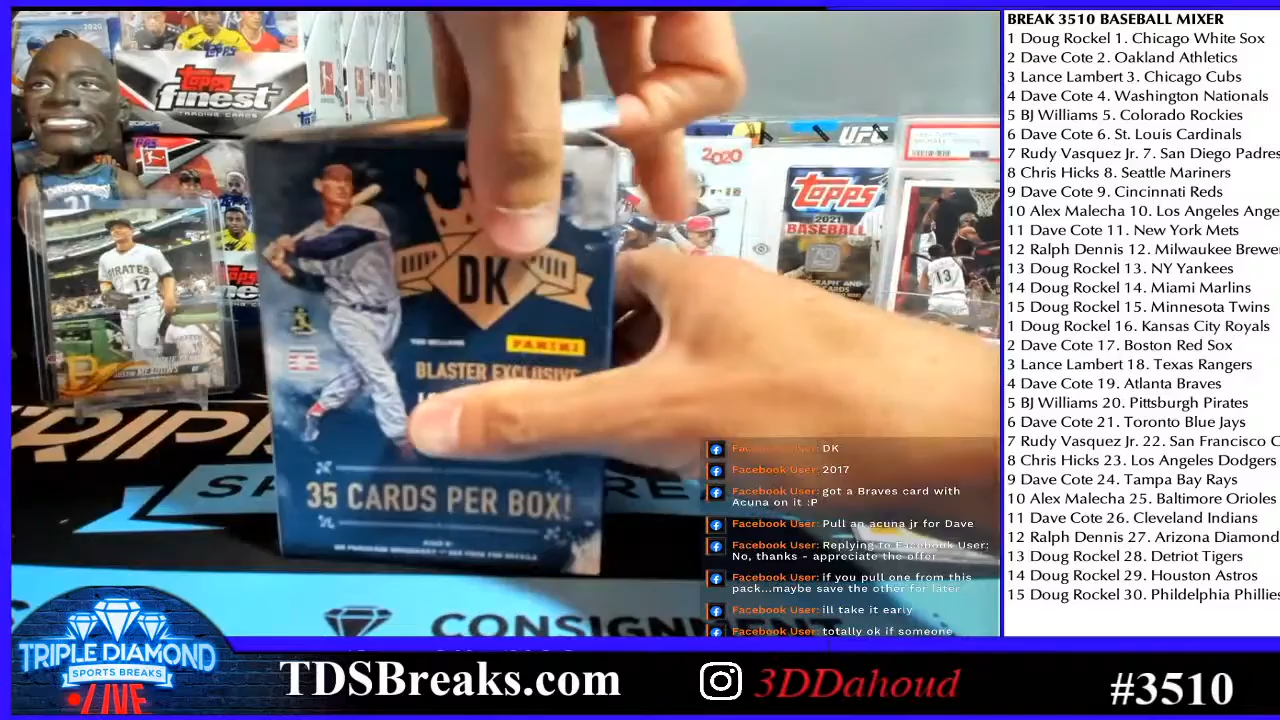 BREAK 3510 BASEBALL MIXER
1 Doug Rockel 1. Chicago White Sox
2 Dave Cote 2. Oakland Athletics
3 Lance Lambert 3. Chicago Cubs
4 Dave Cote 4. Washington Nationals
5 BJ Williams 5. Colorado Rockies
6 Dave Cote 6. St. Louis Cardinals
7 Rudy Vasquez Jr. 7. San Diego Padres
8 Chris Hicks 8. Seattle Mariners
9 Dave Cote 9. Cincinnati Reds
10 Alex Malecha 10. Los Angeles Ange
11 Dave Cote 11. New York Mets
12 Ralph Dennis 12. Milwaukee Brewe
13 Doug Rockel 13. NY Yankees
14 Doug Rockel 14. Miami Marlins
15 Doug Rockel 15. Minnesota Twins
1 Doug Rockel 16. Kansas City Royals
2 Dave Cote 17. Boston Red Sox
3 Lance Lambert 18. Texas Rangers
4 Dave Cote 19. Atlanta Braves
5 BJ Williams 20. Pittsburgh Pirates
6 Dave Cote 21. Toronto Blue Jays
7 Rudy Vasquez Jr. 22. San Francisco
8 Chris Hicks 23. Los Angeles Dodgers
9 Dave Cote 24. Tampa Bay Rays
10 Alex Malecha 25. Baltimore Orioles
11 Dave Cote 26. Cleveland Indians
12 Ralph Dennis 27. Arizona Diamond
13 Doug Rockel 28. Detriot Tigers
14 Doug Rockel 29. Houston Astros
15 Doug Rockel 30. Phildelphia Phillies
2020
TOPPS
TOPPS
finest
TRADING CARDS
UFC
2020
TOPPS
2021
BASEBALL
13
PIRATES
17
DK
TED WILLIAMS
PANINI
BLASTER EXCLUSIVE
35 CARDS PER BOX!
TRIP
CONSIGNMENT
Facebook User: DK
Facebook User: 2017
Facebook User: got a Braves card with
Acuna on it :P
Facebook User: Pull an acuna jr for Dave
Facebook User: Replying to Facebook User:
No, thanks - appreciate the offer
Facebook User: if you pull one from this
pack...maybe save the other for later
Facebook User: ill take it early
Facebook User: totally ok if someone
TRIPLE DIAMOND
SPORTS BREAKS
LIVE
TDSBreaks.com
3DDahoud
#3510